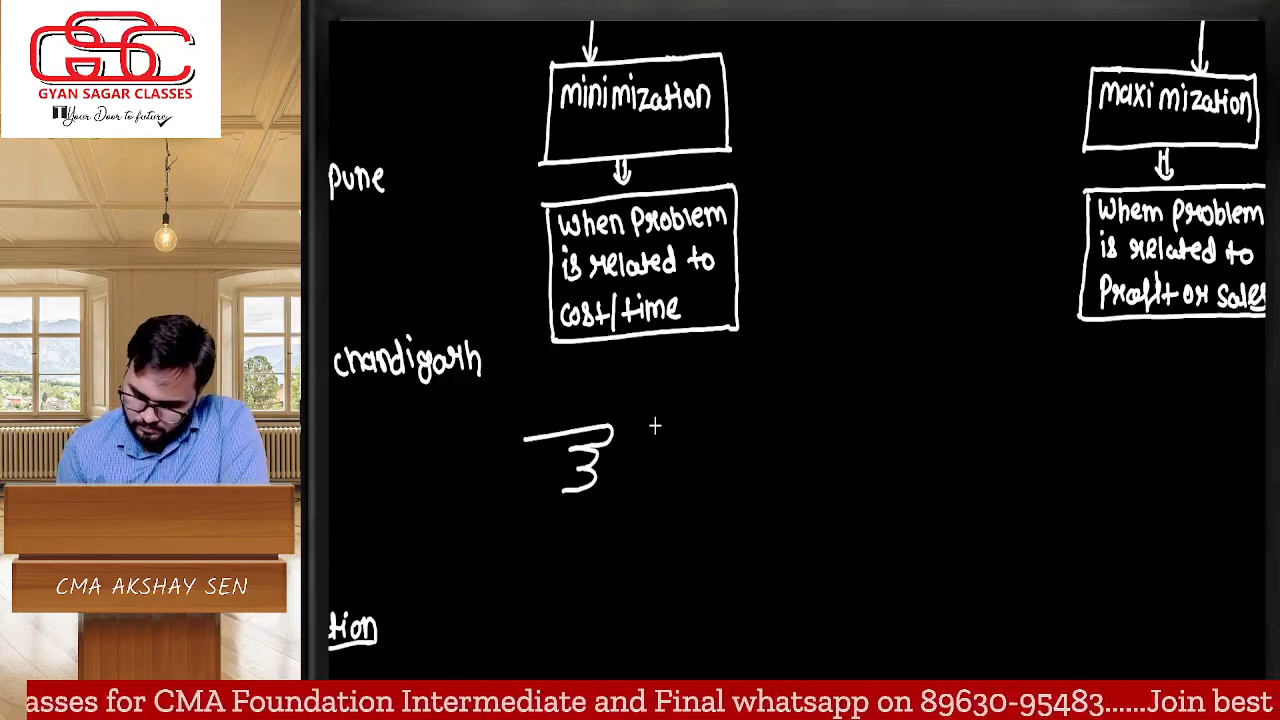 GSC
GYAN SAGAR CLASSES
Your Door to future
minimization
maximization
pune
When Problem
is related to
cost/time
Whem problem
is related to
Profit or sales
chandigarh
3
tion
CMA AKSHAY SEN
asses for CMA Foundation Intermediate and Final whatsapp on 89630-95483......Join best